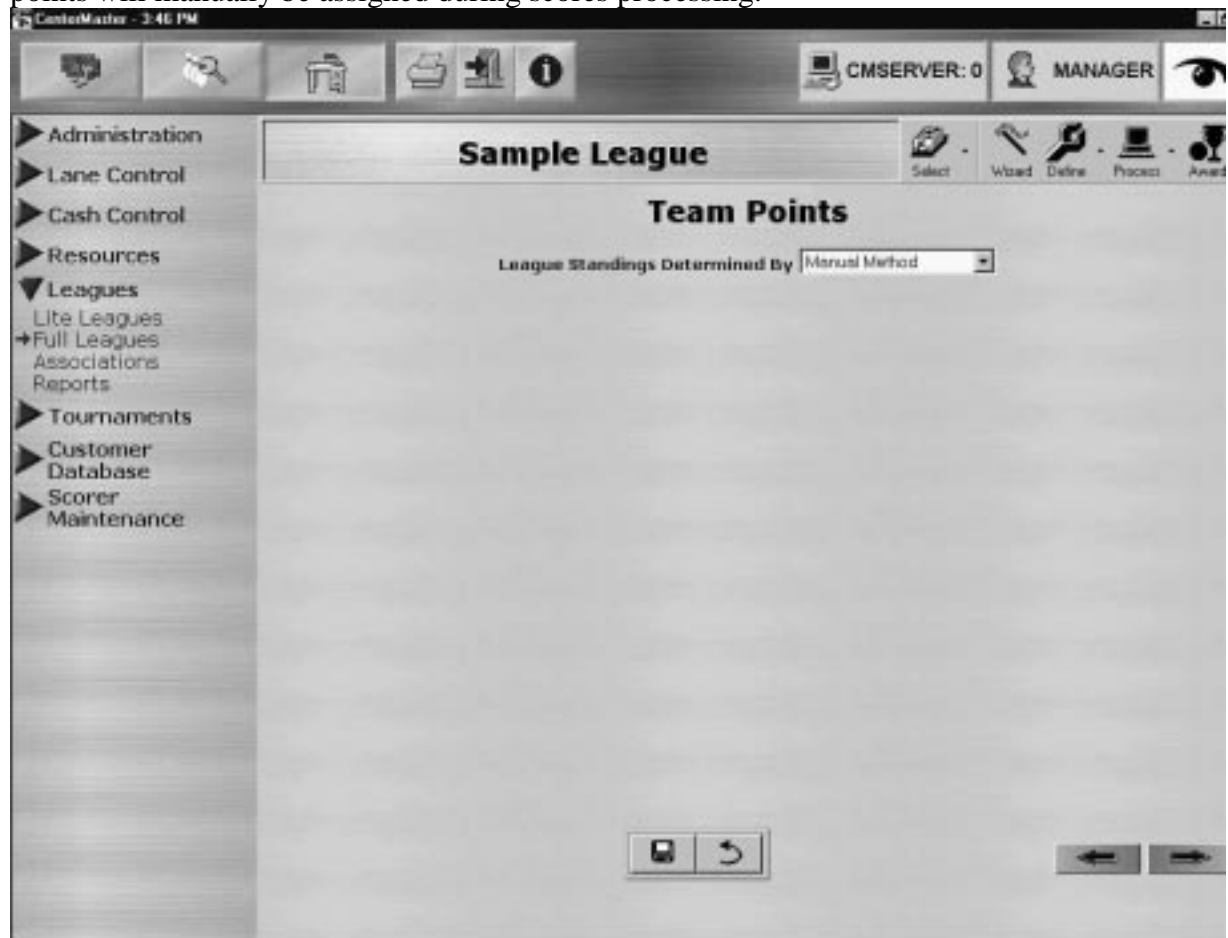 points will manually be assigned during scores processing.
CenterMaster - 3:46 PM
CMSERVER: 0
MANAGER
Administration
Lane Control
Cash Control
Resources
Leagues
Lite Leagues
Full Leagues
Associations
Reports
Tournaments
Customer
Database
Scorer
Maintenance
Sample League
Select
Wizard
Define
Process
Award
Team Points
League Standings Determined By Manual Method